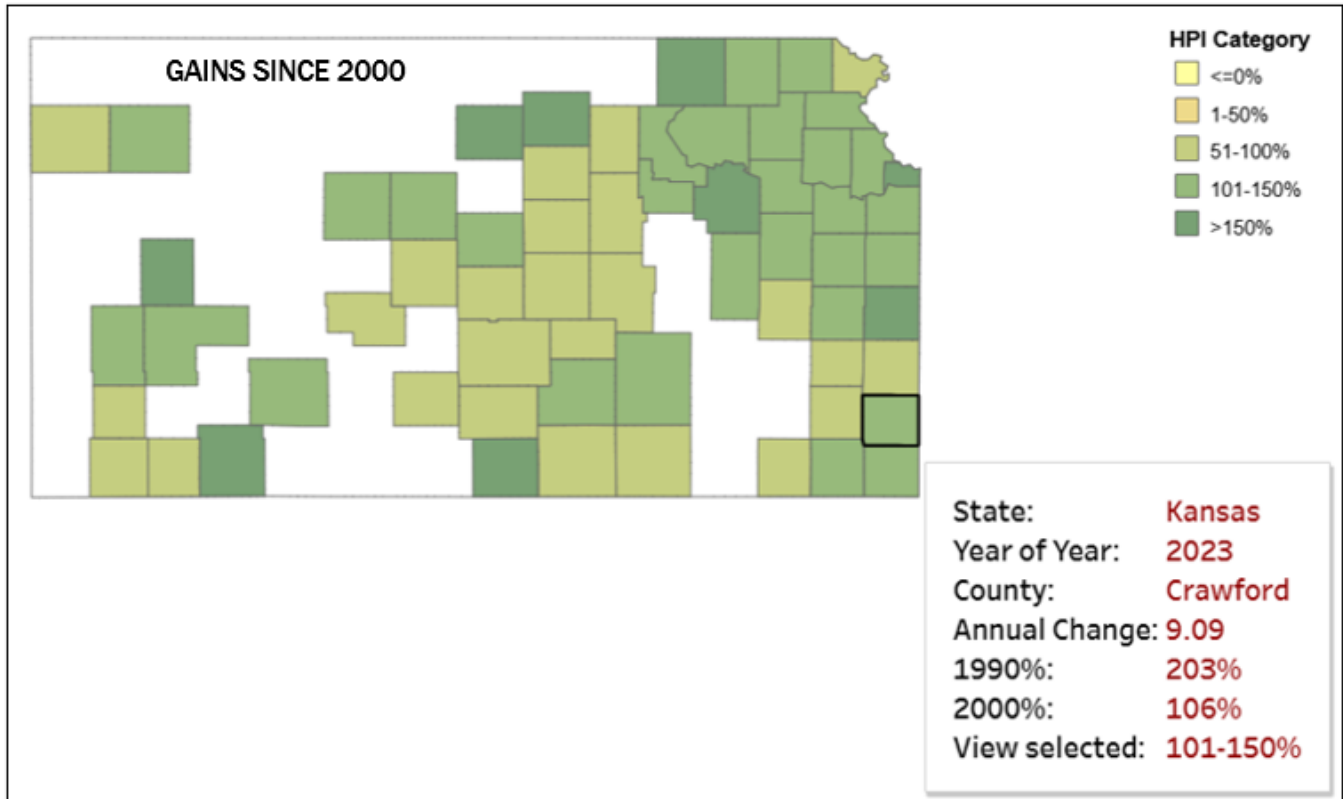 GAINS SINCE 2000
HPI Category
<=0%
1-50%
51-100%
101-150%
>150%
State: Kansas
Year of Year: 2023
County: Crawford
Annual Change: 9.09
1990%: 203%
2000%: 106%
View selected: 101-150%